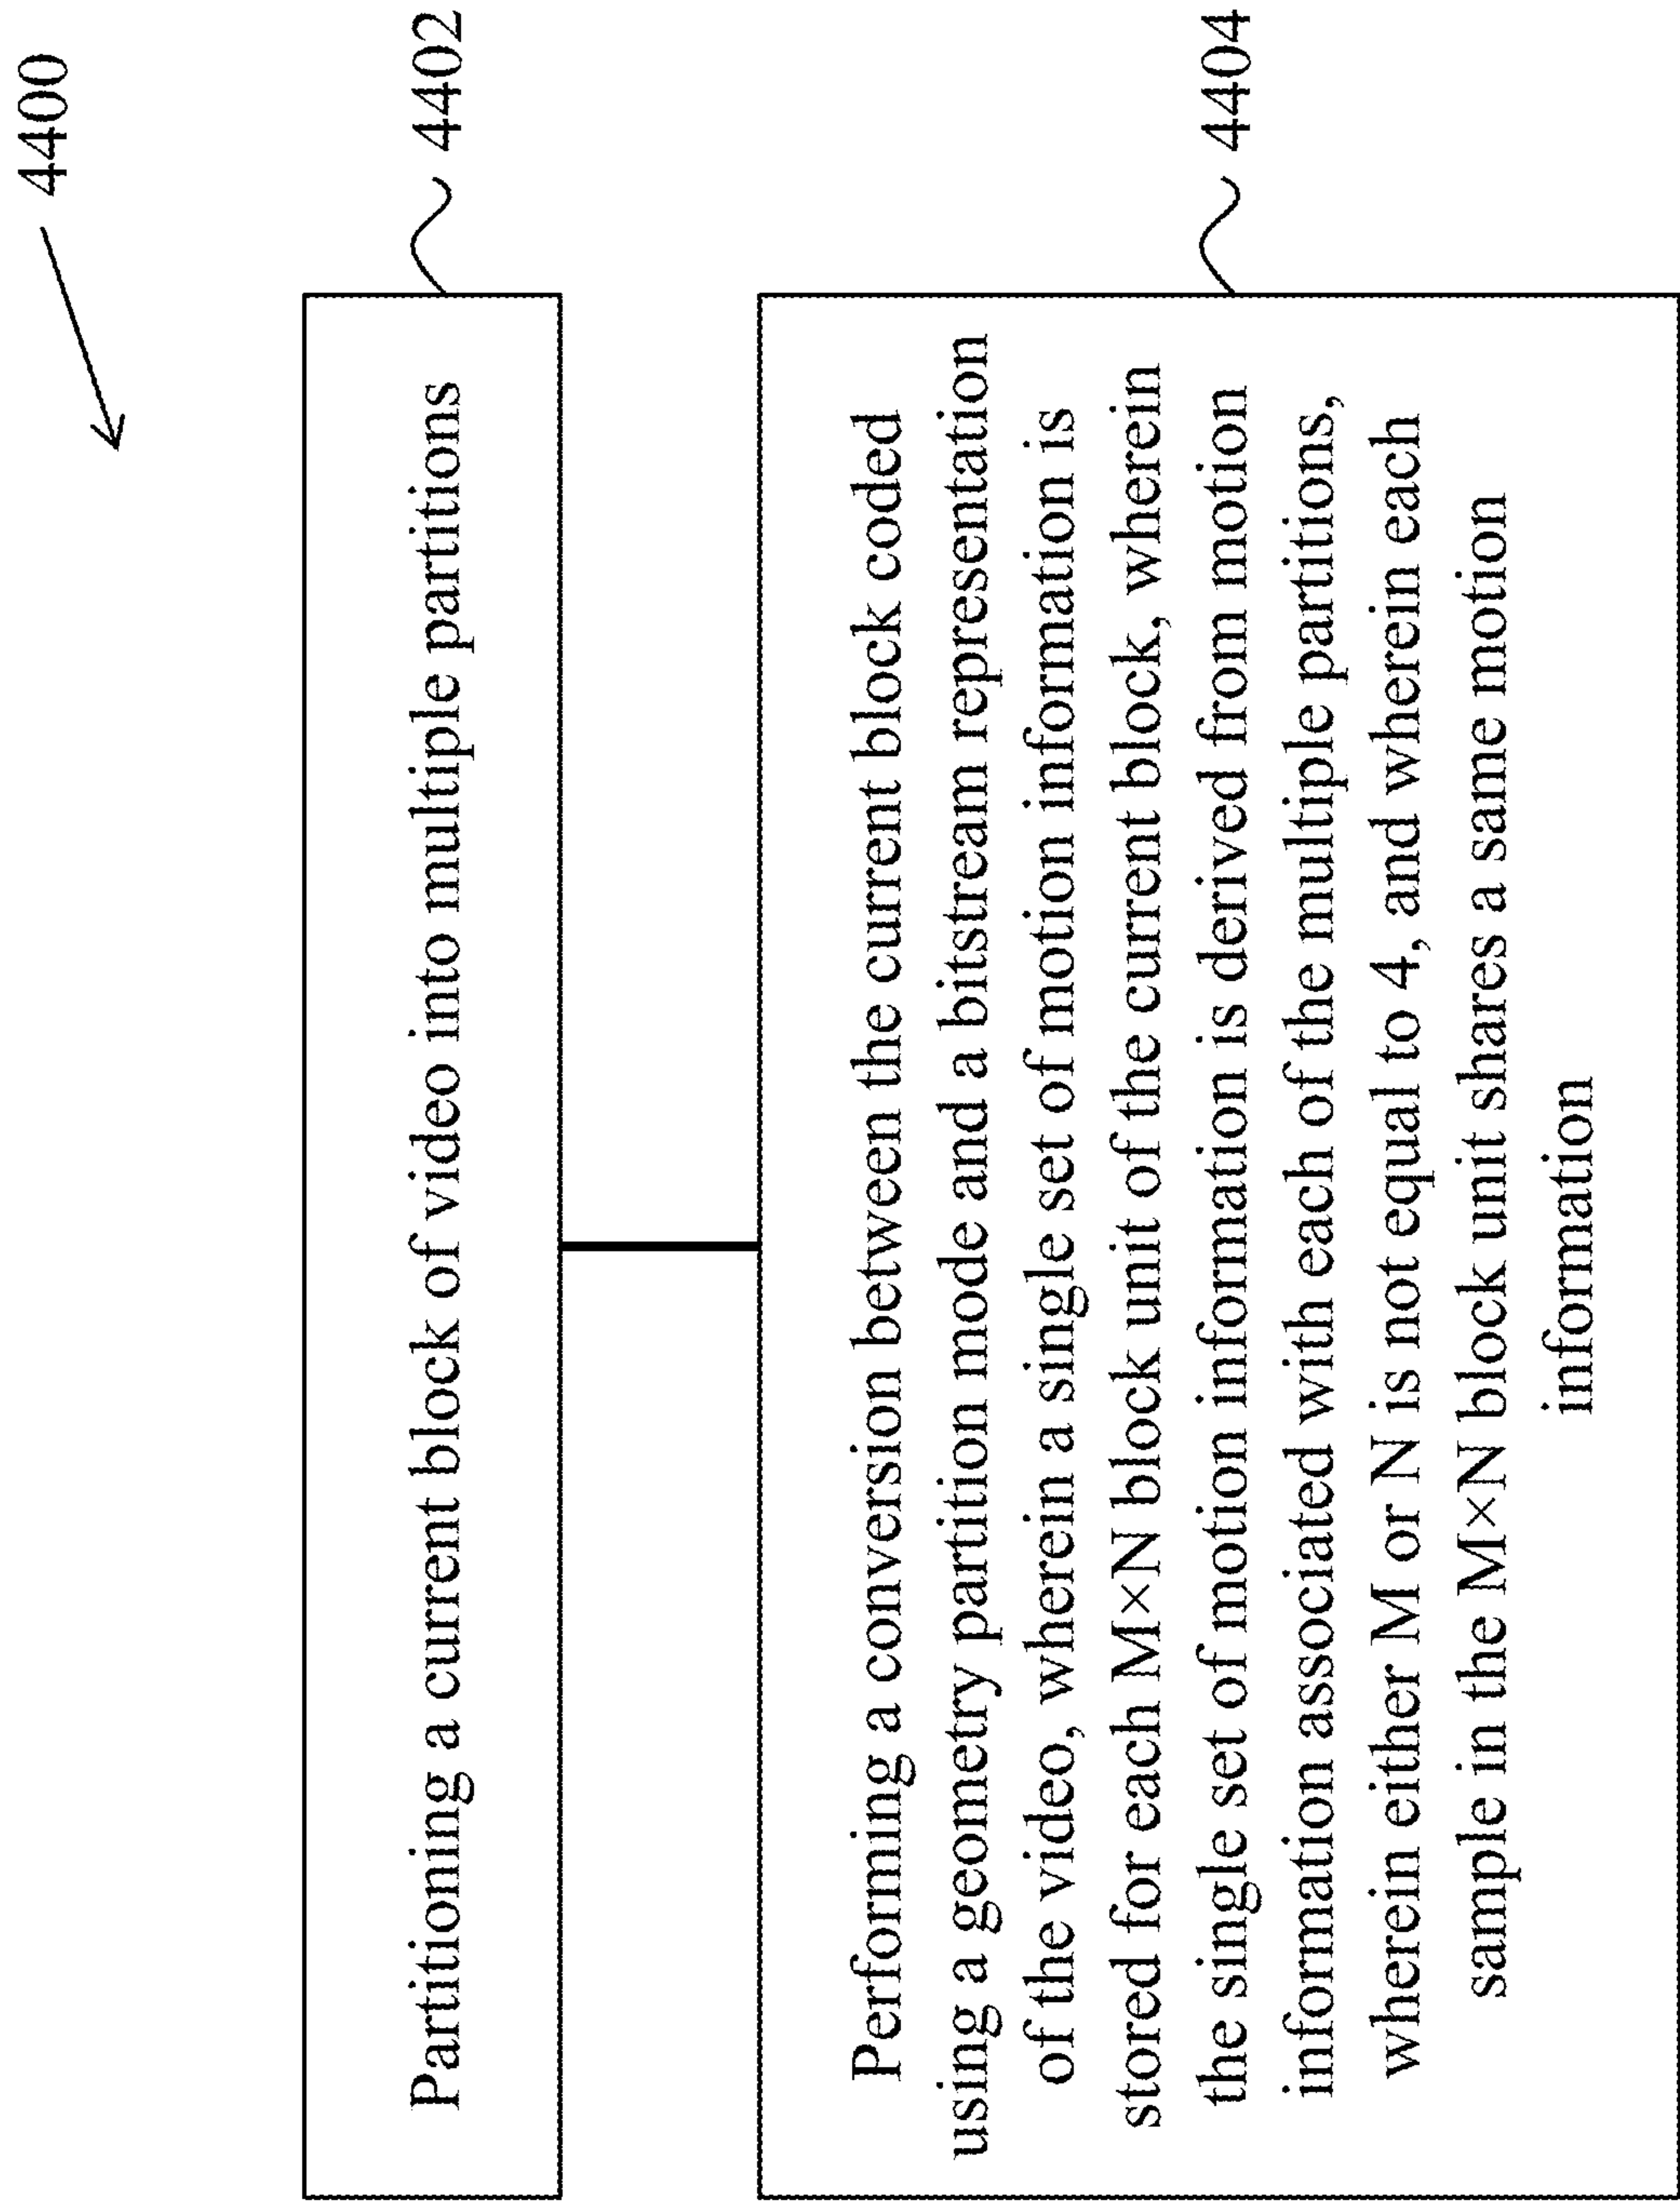 4400
Partitioning a current block of video into multiple partitions
4402
Performing a conversion between the current block coded
using a geometry partition mode and a bitstream representation
of the video, wherein a single set of motion information is
stored for each M×N block unit of the current block, wherein
the single set of motion information is derived from motion
information associated with each of the multiple partitions,
wherein either M or N is not equal to 4, and wherein each
sample in the M×N block unit shares a same motion
information
4404